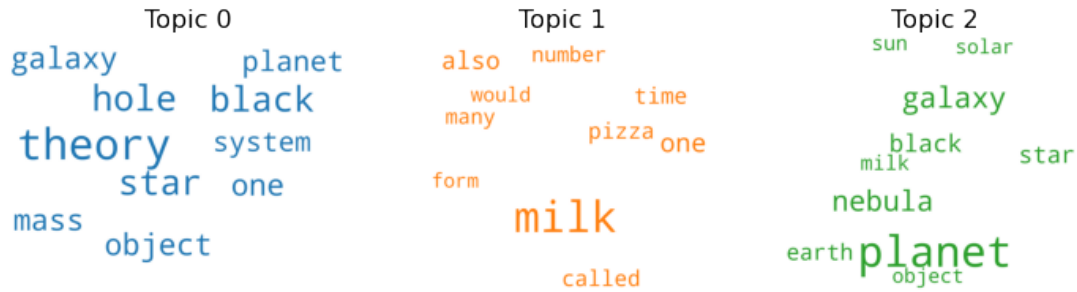 Topic 0
galaxy planet
hole black
theory system
star one
mass
object
Topic 1
also number
would time
many
pizza one
form
milk
called
Topic 2
sun solar
galaxy
black
milk star
nebula
earth planet
object